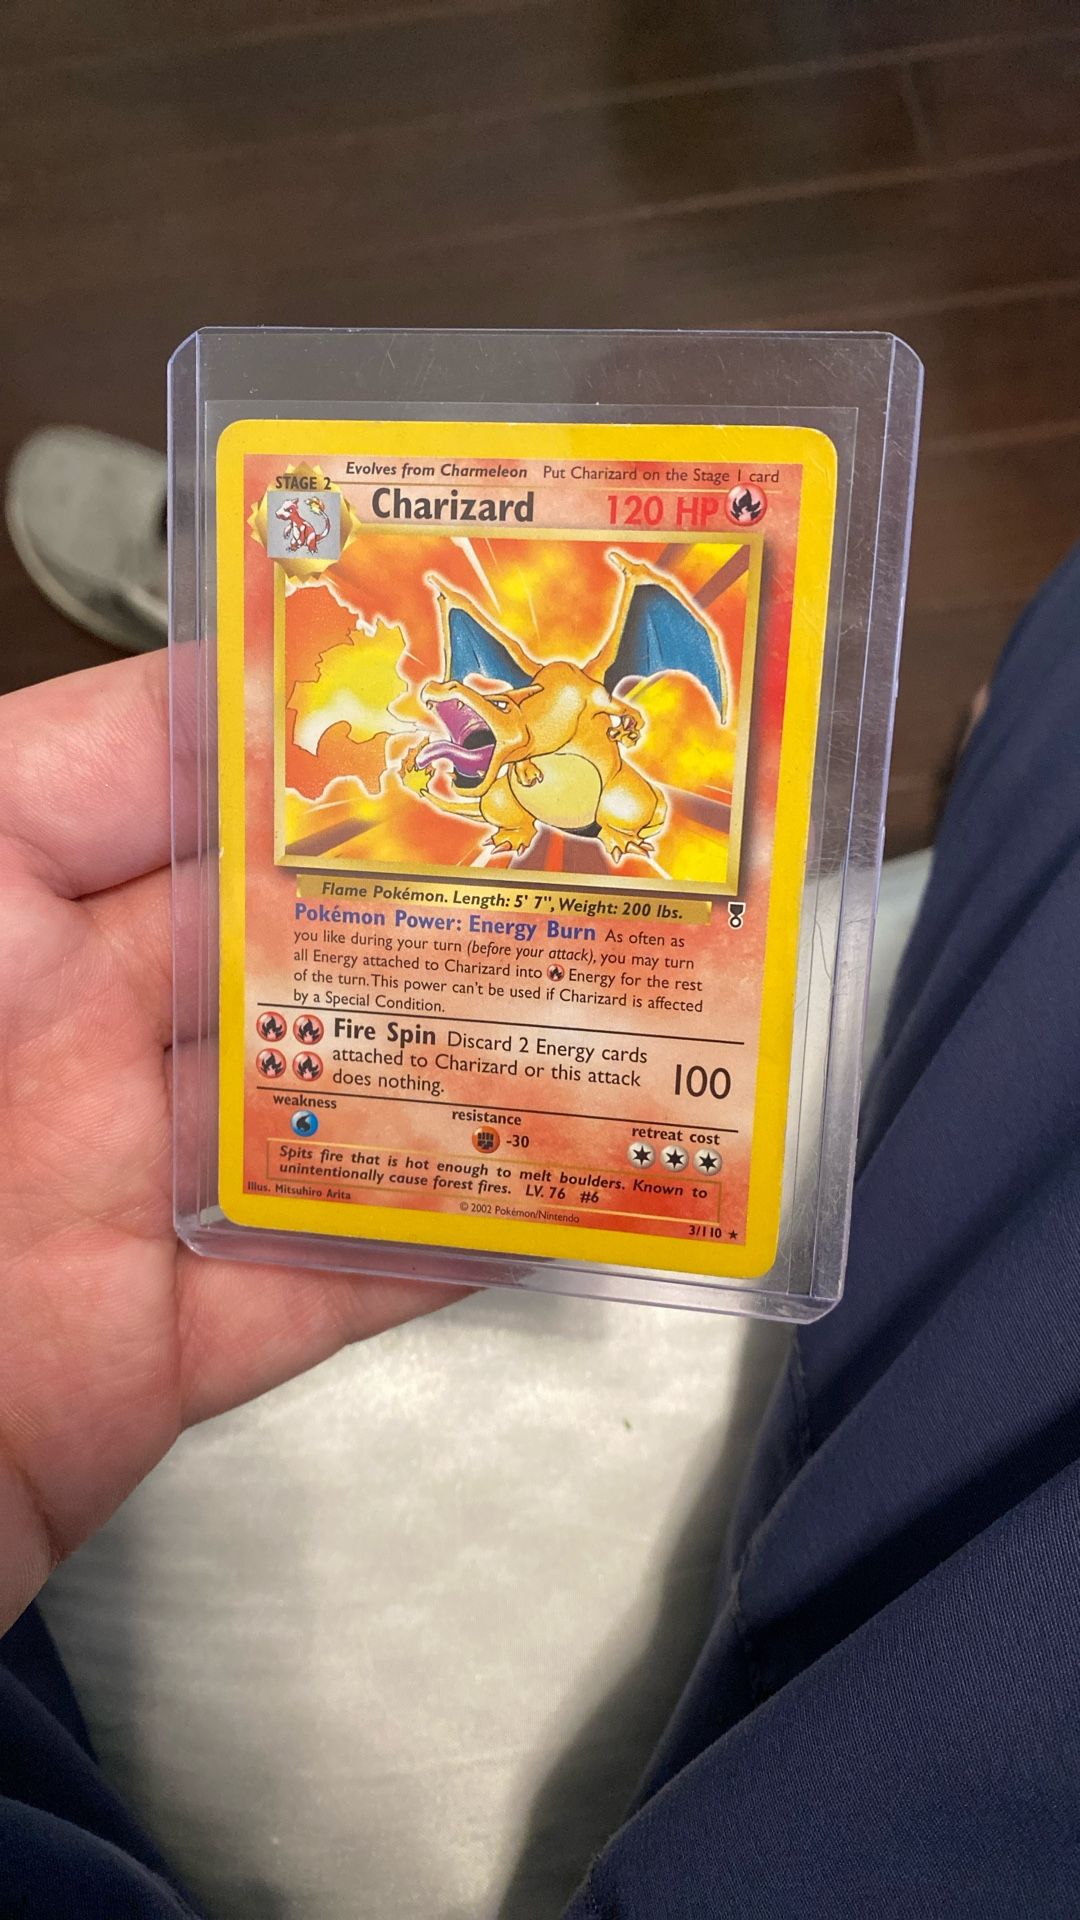 Evolves from Charmeleon Put Charizard on the Stage 1 card
STAGE 2
Charizard 120 HP
Flame Pokémon. Length: 5' 7", Weight: 200 lbs.
Pokémon Power: Energy Burn As often as
you like during your turn (before your attack), you may turn
all Energy attached to Charizard into Energy for the rest
of the turn. This power can't be used if Charizard is affected
by a Special Condition.
Fire Spin Discard 2 Energy cards
attached to Charizard or this attack
does nothing.
100
weakness
resistance
retreat cost
-30
Spits fire that is hot enough to melt boulders. Known to
unintentionally cause forest fires. LV. 76 #6
Illus. Mitsuhiro Arita
© 2002 Pokémon/Nintendo
3/110 ★